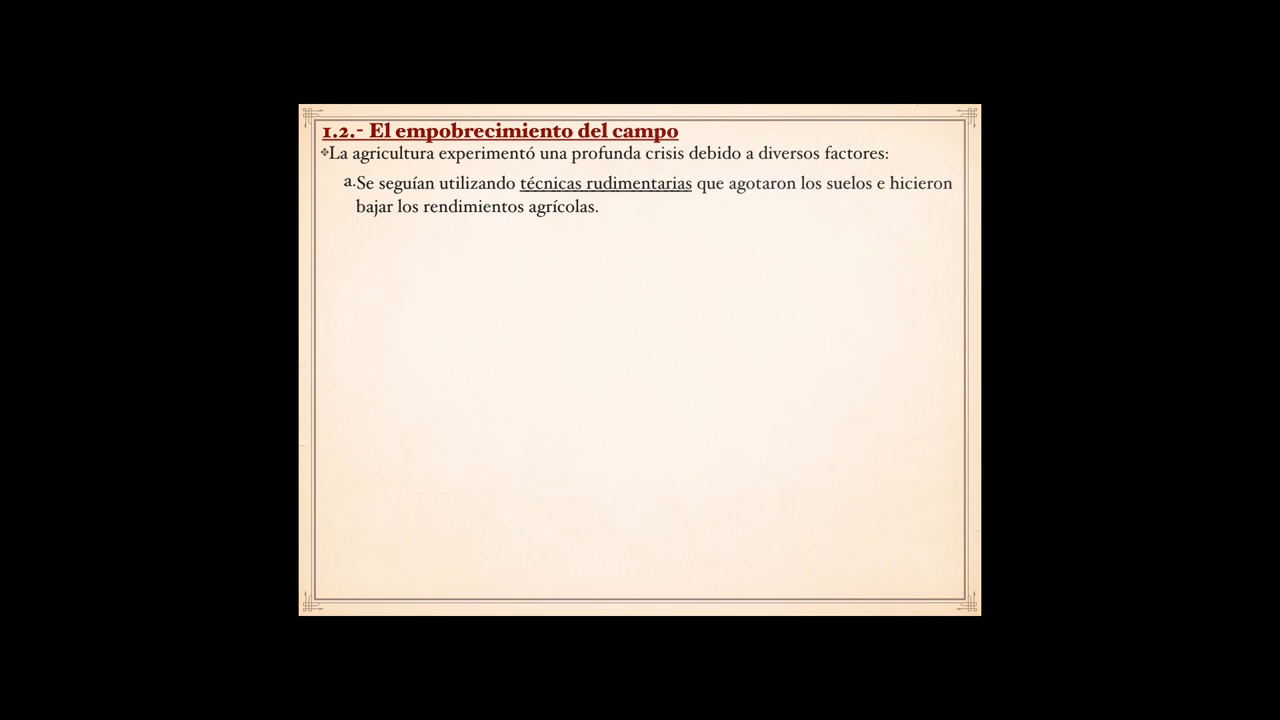 1.2.- El empobrecimiento del campo
❖La agricultura experimentó una profunda crisis debido a diversos factores:
a.Se seguían utilizando técnicas rudimentarias que agotaron los suelos e hicieron
bajar los rendimientos agrícolas.